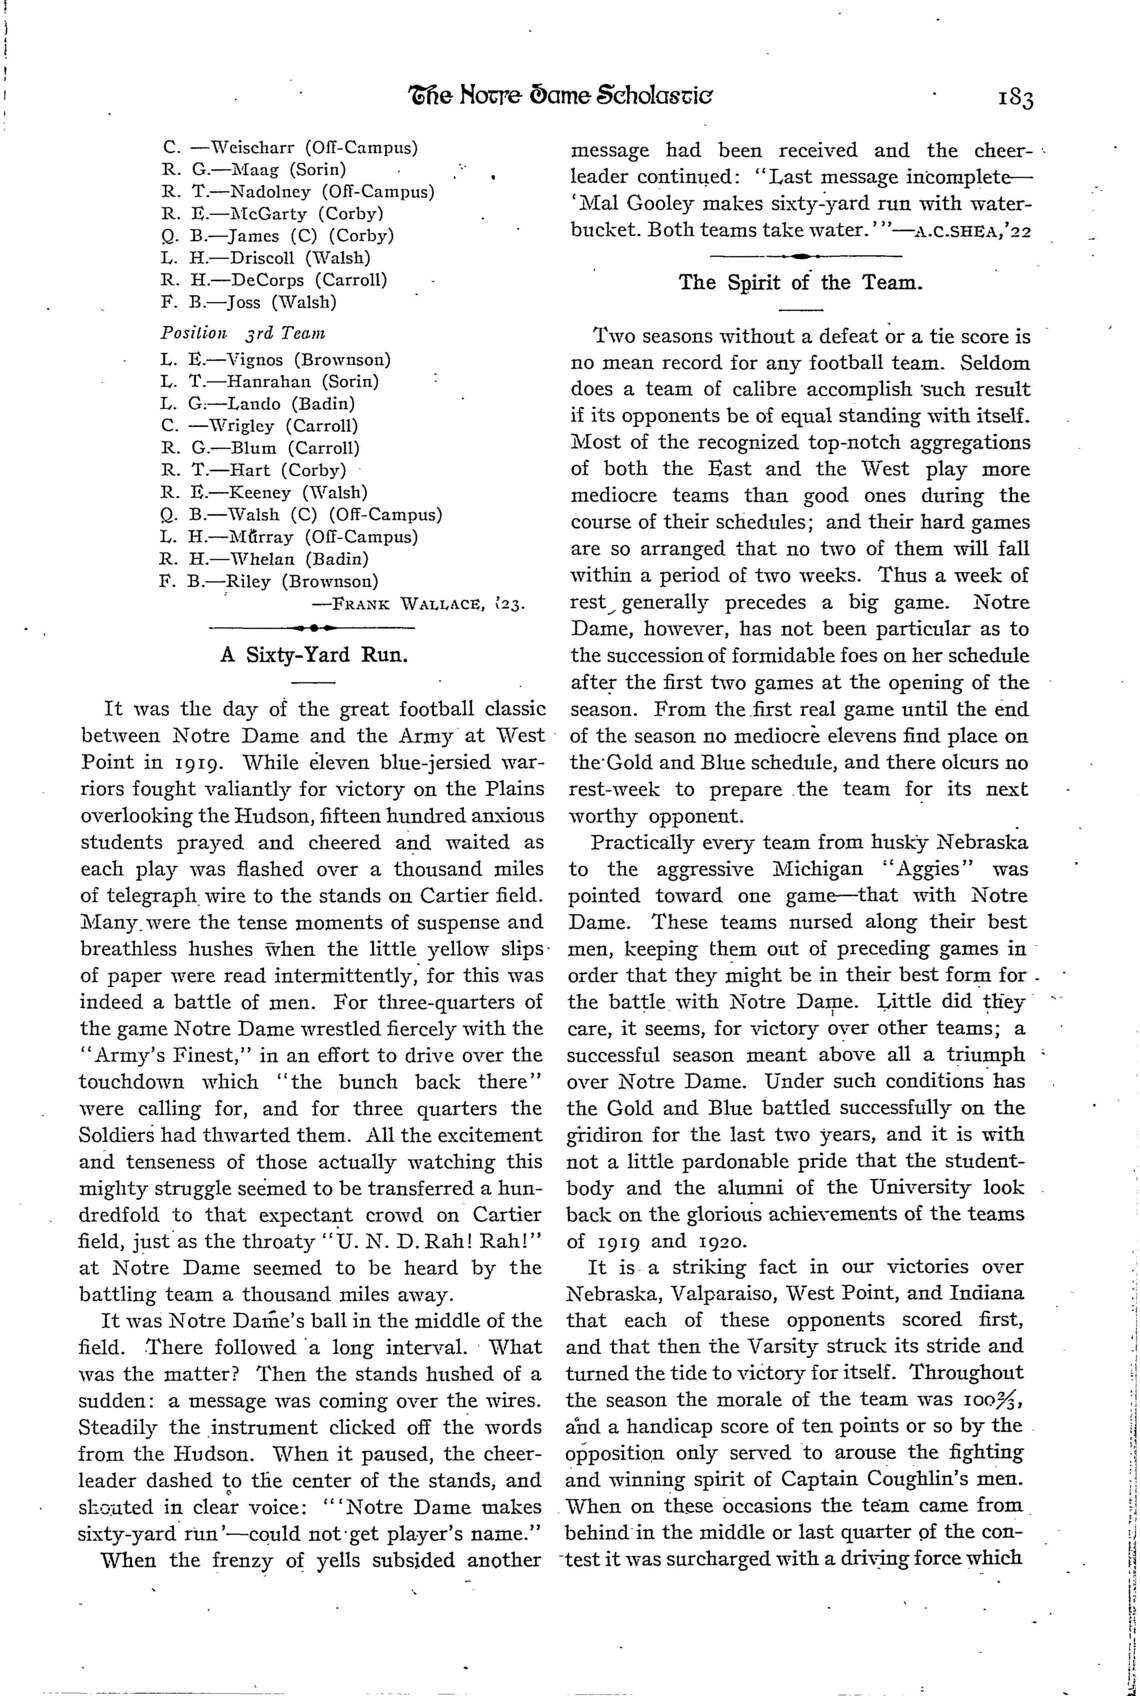 The Notre Dame Scholastic
183
C. —Weischarr (Off-Campus)
R. G.—Maag (Sorin)
R. T.—Nadolney (Off-Campus)
R. E.—McGarty (Corby)
Q. B.—James (C) (Corby)
L. H.—Driscoll (Walsh)
R. H.—DeCorps (Carroll)
F. B.—Joss (Walsh)
Position 3rd Team
L. E.—Vignos (Brownson)
L. T.—Hanrahan (Sorin)
L. G.—Lando (Badin)
C. —Wrigley (Carroll)
R. G.—Blum (Carroll)
R. T.—Hart (Corby)
R. E.—Keeney (Walsh)
Q. B.—Walsh (C) (Off-Campus)
L. H.—Murray (Off-Campus)
R. H.—Whelan (Badin)
F. B.—Riley (Brownson)
—FRANK WALLACE, '23.
A Sixty-Yard Run.
It was the day of the great football classic
between Notre Dame and the Army at West
Point in 1919. While eleven blue-jersied war-
riors fought valiantly for victory on the Plains
overlooking the Hudson, fifteen hundred anxious
students prayed and cheered and waited as
each play was flashed over a thousand miles
of telegraph wire to the stands on Cartier field.
Many were the tense moments of suspense and
breathless hushes when the little yellow slips
of paper were read intermittently, for this was
indeed a battle of men. For three-quarters of
the game Notre Dame wrestled fiercely with the
"Army's Finest," in an effort to drive over the
touchdown which "the bunch back there"
were calling for, and for three quarters the
Soldiers had thwarted them. All the excitement
and tenseness of those actually watching this
mighty struggle seemed to be transferred a hun-
dredfold to that expectant crowd on Cartier
field, just as the throaty "U. N. D. Rah! Rah!"
at Notre Dame seemed to be heard by the
battling team a thousand miles away.
It was Notre Dame's ball in the middle of the
field. There followed a long interval. What
was the matter? Then the stands hushed of a
sudden: a message was coming over the wires.
Steadily the instrument clicked off the words
from the Hudson. When it paused, the cheer-
leader dashed to the center of the stands, and
shouted in clear voice: "'Notre Dame makes
sixty-yard run'—could not get player's name."
When the frenzy of yells subsided another
message had been received and the cheer-
leader continued: "Last message incomplete—
'Mal Gooley makes sixty-yard run with water-
bucket. Both teams take water.'"—A.C.SHEA,'22
The Spirit of the Team.
Two seasons without a defeat or a tie score is
no mean record for any football team. Seldom
does a team of calibre accomplish such result
if its opponents be of equal standing with itself.
Most of the recognized top-notch aggregations
of both the East and the West play more
mediocre teams than good ones during the
course of their schedules; and their hard games
are so arranged that no two of them will fall
within a period of two weeks. Thus a week of
rest generally precedes a big game. Notre
Dame, however, has not been particular as to
the succession of formidable foes on her schedule
after the first two games at the opening of the
season. From the first real game until the end
of the season no mediocre elevens find place on
the Gold and Blue schedule, and there olcurs no
rest-week to prepare the team for its next
worthy opponent.
Practically every team from husky Nebraska
to the aggressive Michigan "Aggies" was
pointed toward one game—that with Notre
Dame. These teams nursed along their best
men, keeping them out of preceding games in
order that they might be in their best form for
the battle with Notre Dame. Little did they
care, it seems, for victory over other teams; a
successful season meant above all a triumph
over Notre Dame. Under such conditions has
the Gold and Blue battled successfully on the
gridiron for the last two years, and it is with
not a little pardonable pride that the student-
body and the alumni of the University look
back on the glorious achievements of the teams
of 1919 and 1920.
It is a striking fact in our victories over
Nebraska, Valparaiso, West Point, and Indiana
that each of these opponents scored first,
and that then the Varsity struck its stride and
turned the tide to victory for itself. Throughout
the season the morale of the team was 100⅔,
and a handicap score of ten points or so by the
opposition only served to arouse the fighting
and winning spirit of Captain Coughlin's men.
When on these occasions the team came from
behind in the middle or last quarter of the con-
test it was surcharged with a driving force which